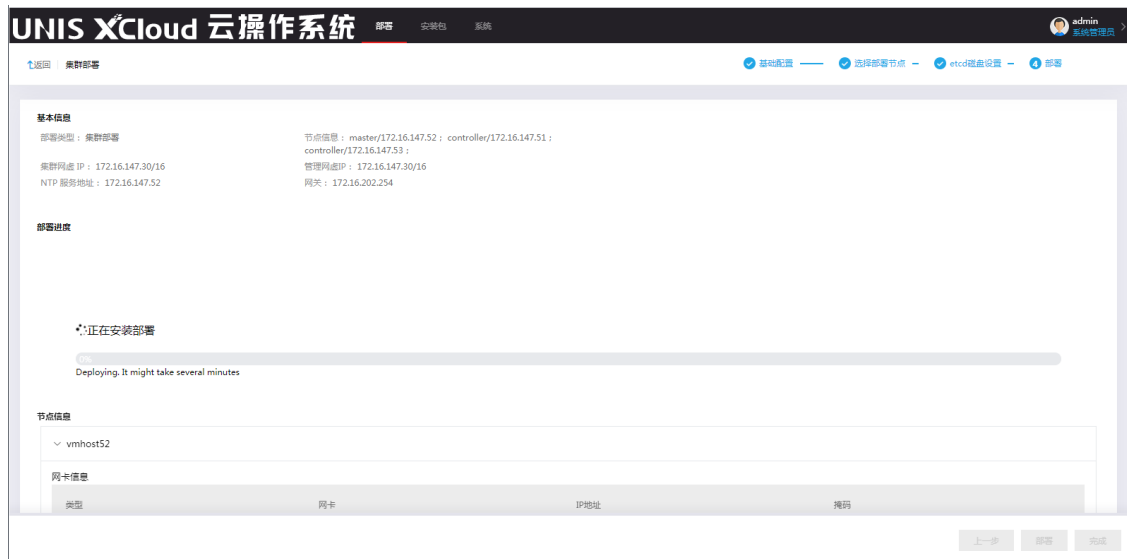 UNIS XCloud 云操作系统 部署 安装包 系统 admin
系统管理员
返回 集群部署 基础配置 选择部署节点 etcd磁盘设置 4 部署
基本信息
部署类型： 集群部署 节点信息： master/172.16.147.52； controller/172.16.147.51；
controller/172.16.147.53；
集群网虚 IP： 172.16.147.30/16 管理网虚IP： 172.16.147.30/16
NTP 服务地址： 172.16.147.52 网关： 172.16.202.254
部署进度
正在安装部署
0%
Deploying. It might take several minutes
节点信息
vmhost52
网卡信息
类型 网卡 IP地址 掩码
上一步 部署 完成